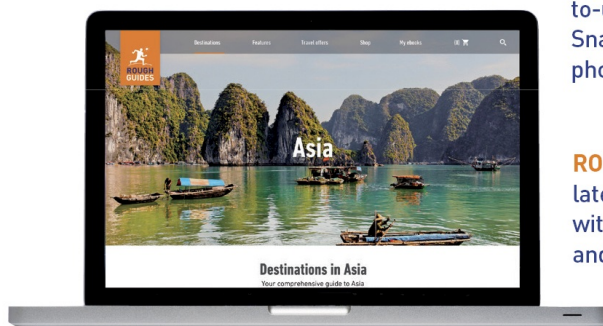 ROUGH
GUIDES
Destinations Features Travel offers Shop My ebooks
Asia
Destinations in Asia
Your comprehensive guide to Asia
to-u
Sna
pho
RO
late
wit
and